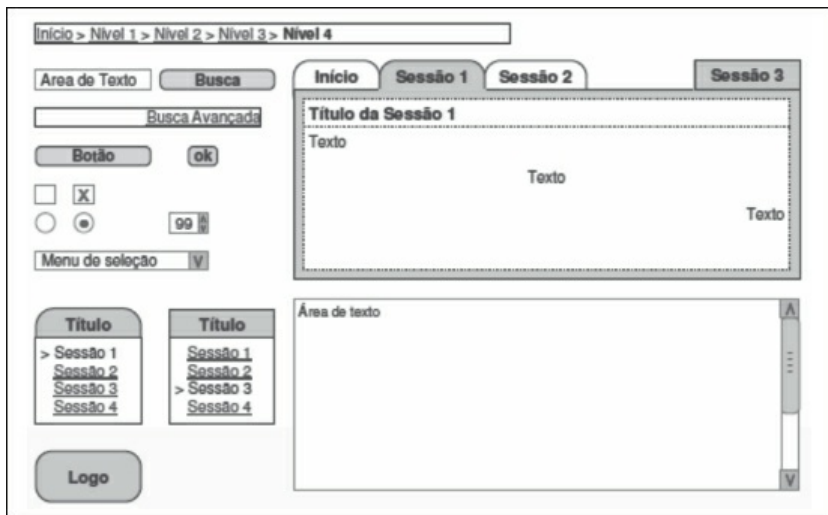 Início > Nível 1 > Nível 2 > Nível 3 > Nível 4
Area de Texto
Busca
Busca Avançada
Botão
ok
X
99
Menu de seleção
V
Título
> Sessão 1
Sessão 2
Sessão 3
Sessão 4
Título
Sessão 1
Sessão 2
> Sessão 3
Sessão 4
Logo
Início
Sessão 1
Sessão 2
Sessão 3
Título da Sessão 1
Texto
Texto
Texto
Área de texto